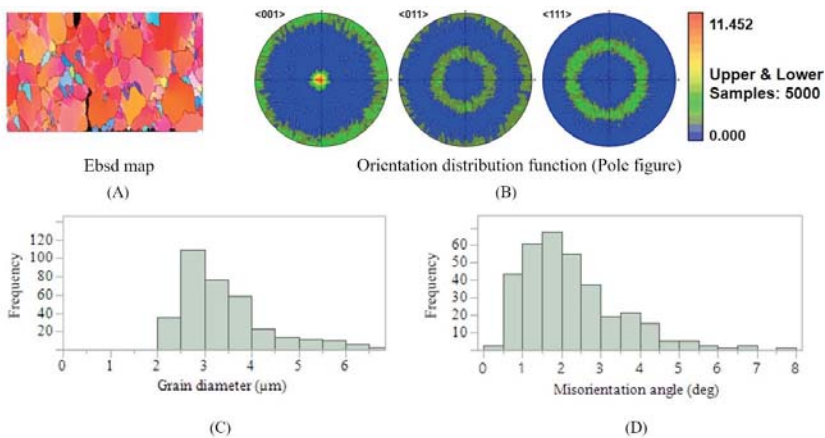 <001>
<011>
<111>
11.452
Upper & Lower
Samples: 5000
0.000
Ebsd map
Orientation distribution function (Pole figure)
(A)
(B)
Frequency
120
100
80
60
40
20
0
1
2
3
4
5
6
Grain diameter (µm)
(C)
Frequency
60
50
40
30
20
10
0
1
2
3
4
5
6
7
8
Misorientation angle (deg)
(D)